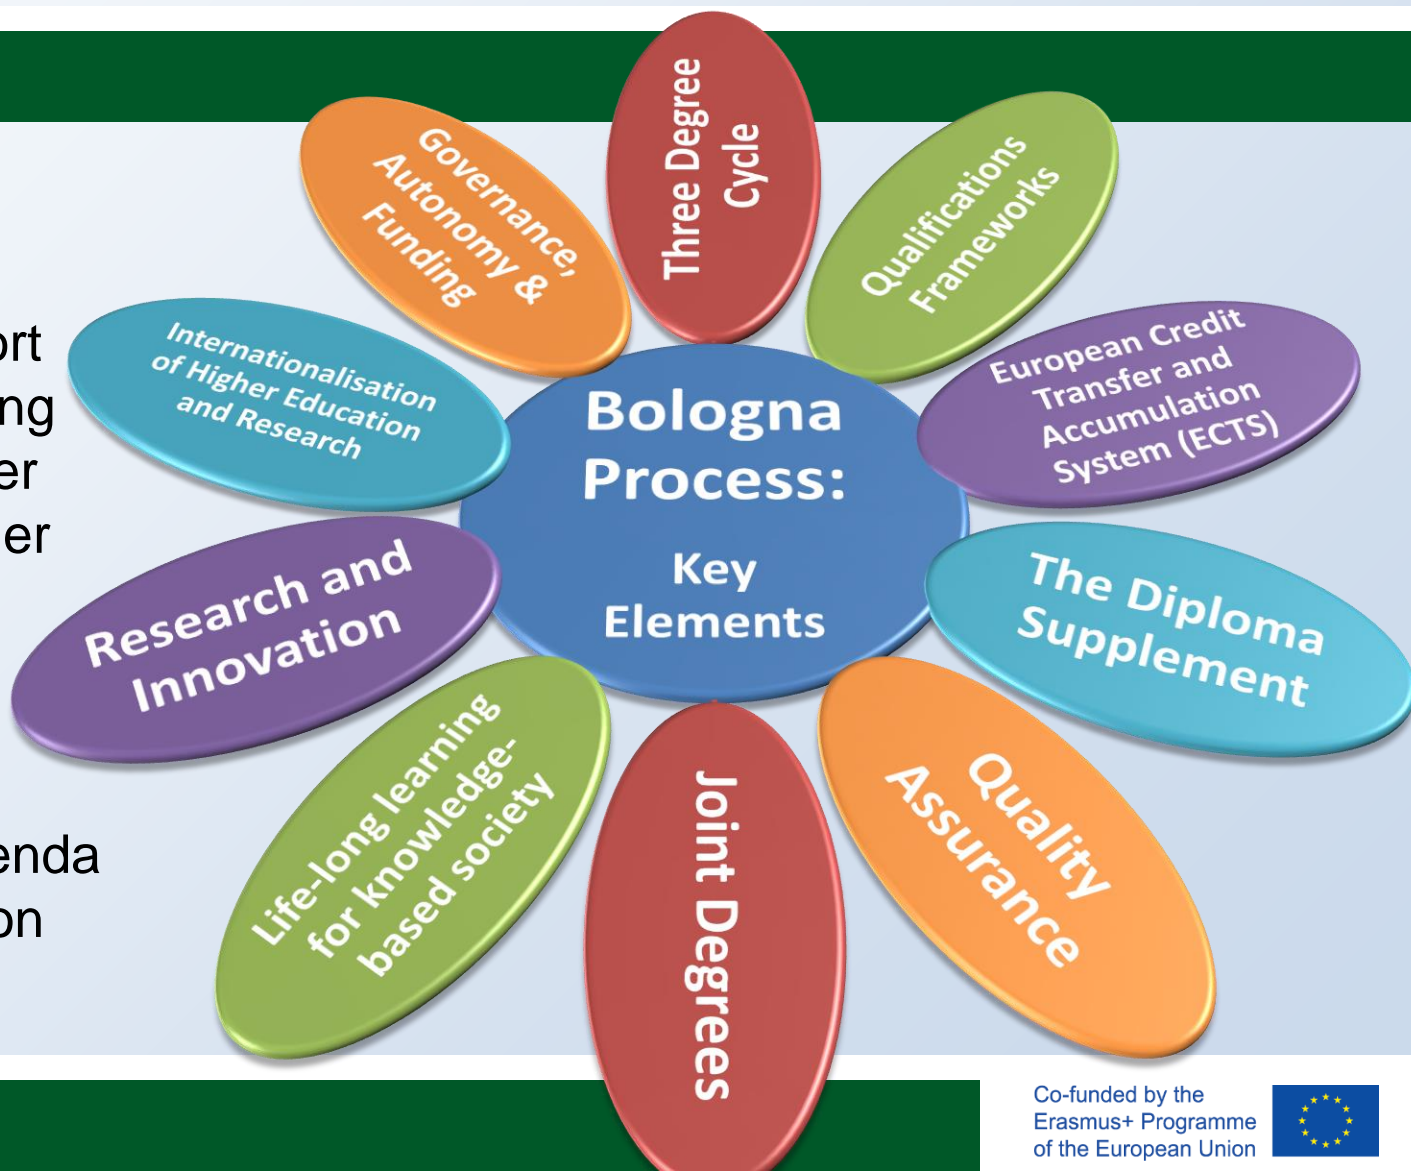 Three Degree
Cycle
Qualifications
Frameworks
European Credit
Transfer and
Accumulation
System (ECTS)
The Diploma
Supplement
Quality
Assurance
Joint Degrees
Life-long learning
for knowledge-
based society
Research and
Innovation
Internationalisation
of Higher Education
and Research
Governance,
Autonomy &
Funding
Bologna
Process:
Key
Elements
ort
ng
er
er
enda
on
Co-funded by the
Erasmus+ Programme
of the European Union